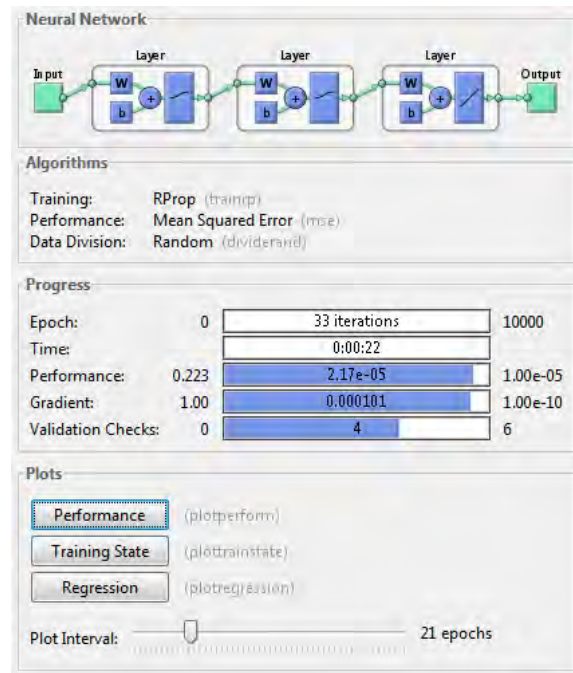 Neural Network
Layer Layer Layer
Input Output
W W W
+ + +
b b b
Algorithms
Training: RProp (trainrp)
Performance: Mean Squared Error (mse)
Data Division: Random (dividerand)
Progress
Epoch: 0 33 iterations 10000
Time: 0:00:22
Performance: 0.223 2.17e-05 1.00e-05
Gradient: 1.00 0.000101 1.00e-10
Validation Checks: 0 4 6
Plots
Performance (plotperform)
Training State (plottrainstate)
Regression (plotregression)
Plot Interval: 21 epochs